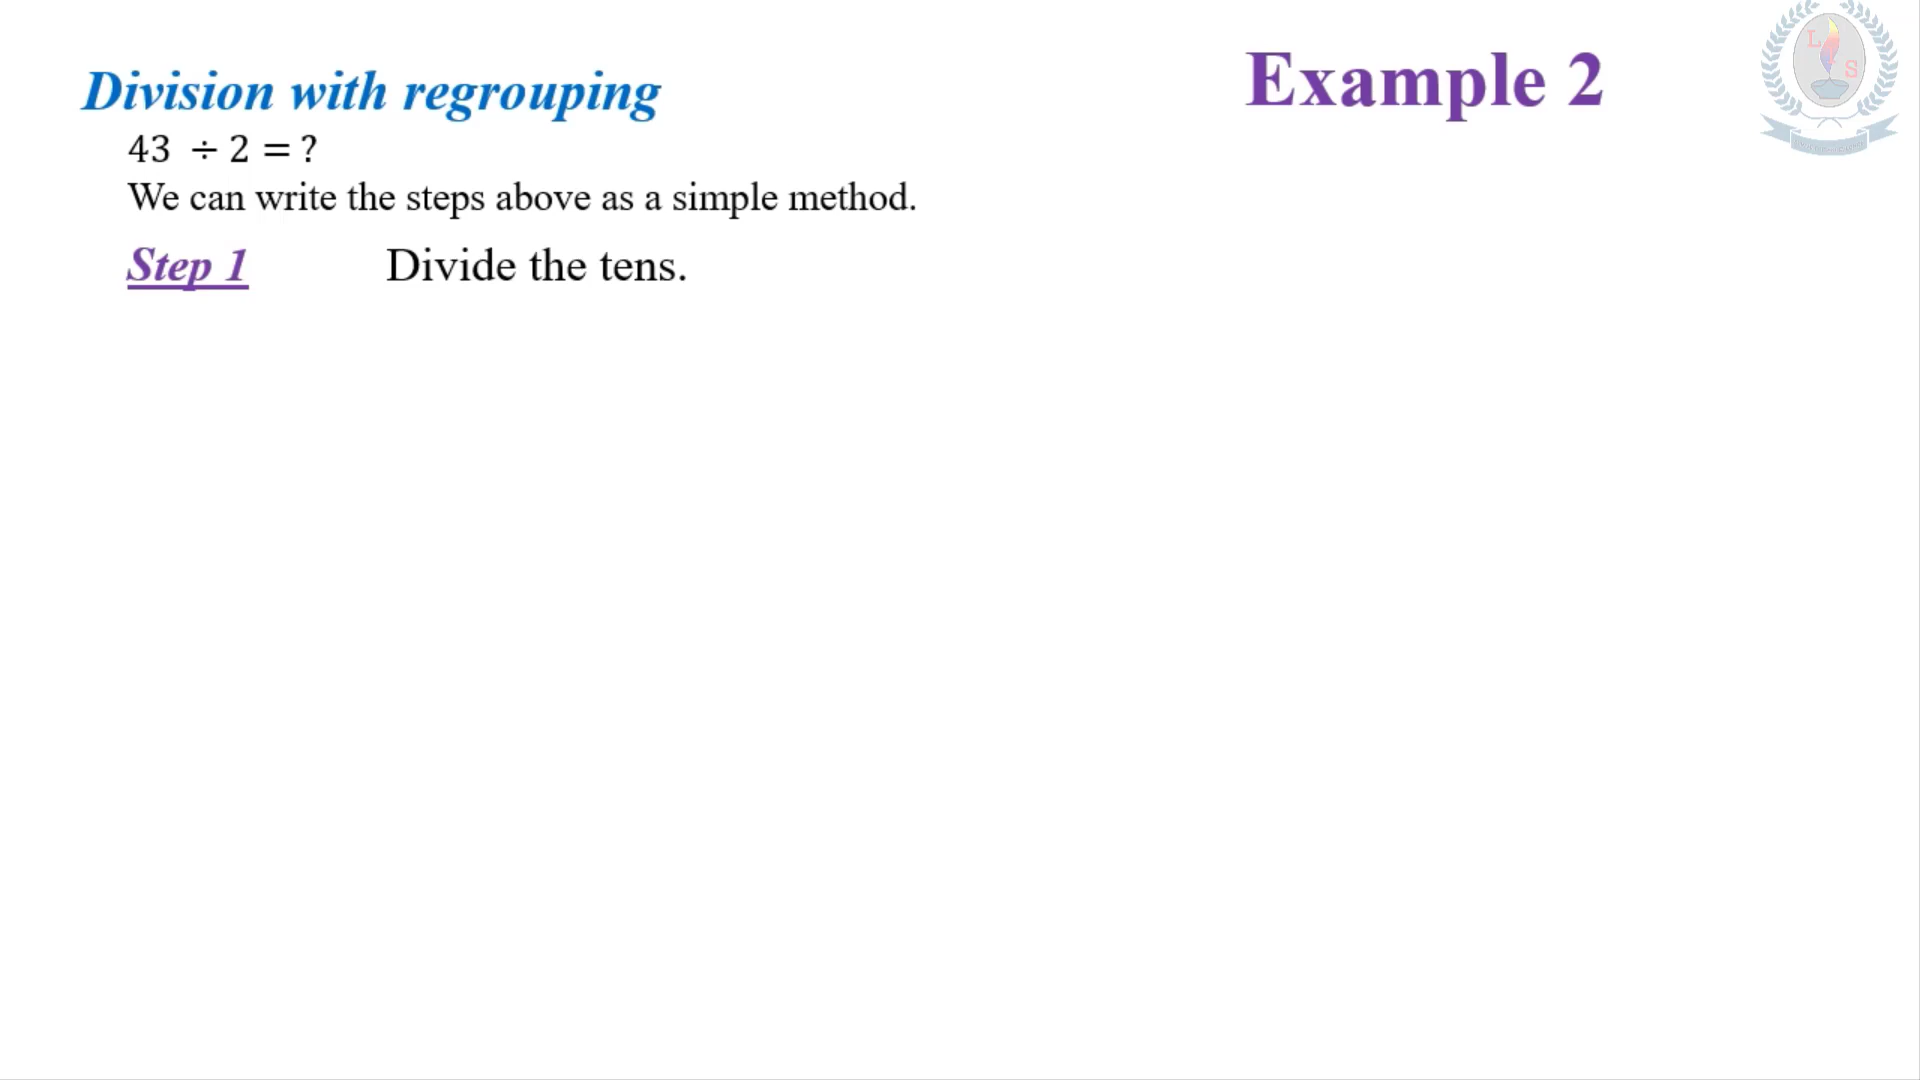 Example 2
Division with regrouping
43 ÷ 2 = ?
We can write the steps above as a simple method.
Step 1 Divide the tens.
L
S